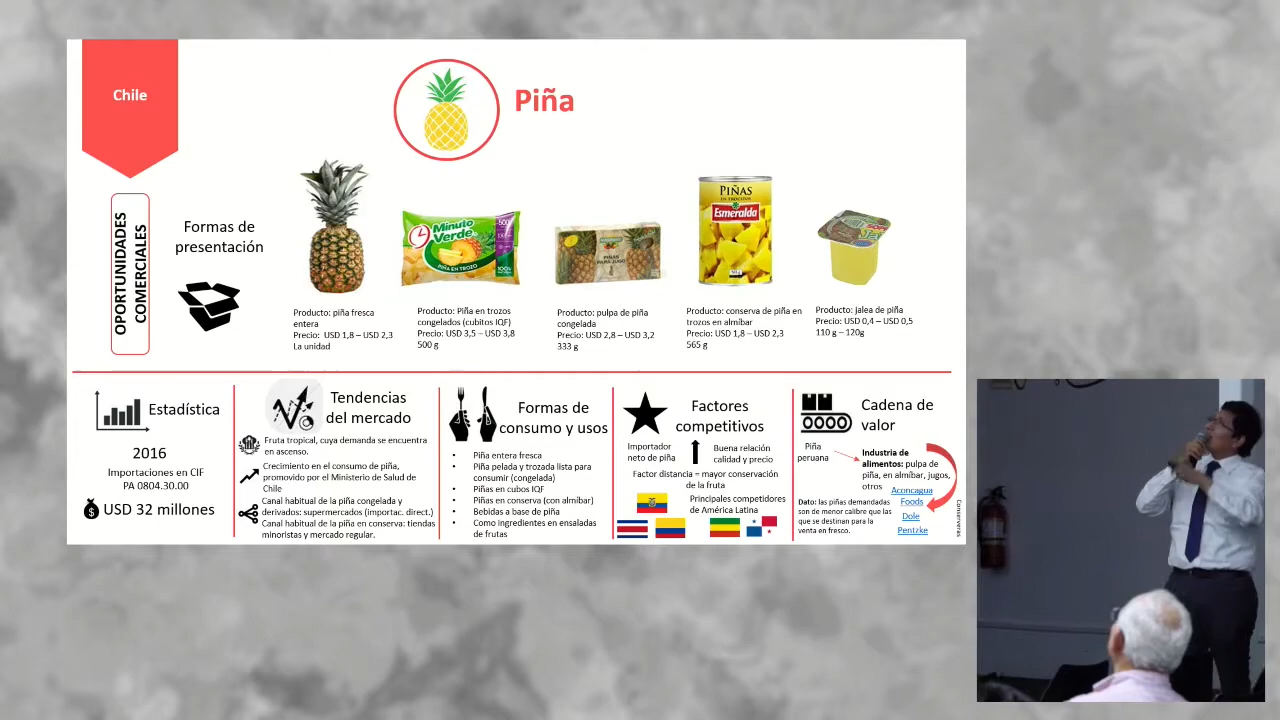 Chile
Piña
OPORTUNIDADES
COMERCIALES
Formas de
presentación
Minuto
Verde
500
PIÑA EN TROZO
100%
PIÑAS
PARA JUGO
PIÑAS
EN TROCITOS
Esmeralda
Producto: piña fresca
entera
Precio: USD 1,8 – USD 2,3
La unidad
Producto: Piña en trozos
congelados (cubitos IQF)
Precio: USD 3,5 – USD 3,8
500 g
Producto: pulpa de piña
congelada
Precio: USD 2,8 – USD 3,2
333 g
Producto: conserva de piña en
trozos en almíbar
Precio: USD 1,8 – USD 2,3
565 g
Producto: jalea de piña
Precio: USD 0,4 – USD 0,5
110 g – 120g
Estadística
2016
Importaciones en CIF
PA 0804.30.00
USD 32 millones
Tendencias
del mercado
Fruta tropical, cuya demanda se encuentra
en ascenso.
Crecimiento en el consumo de piña,
promovido por el Ministerio de Salud de
Chile
Canal habitual de la piña congelada y
derivados: supermercados (importac. direct.)
Canal habitual de la piña en conserva: tiendas
minoristas y mercado regular.
Formas de
consumo y usos
• Piña entera fresca
• Piña pelada y trozada lista para
consumir (congelada)
• Piñas en cubos IQF
• Piñas en conserva (con almíbar)
• Bebidas a base de piña
• Como ingredientes en ensaladas
de frutas
Factores
competitivos
Importador
neto de piña
Buena relación
calidad y precio
Factor distancia = mayor conservación
de la fruta
Principales competidores
de América Latina
Cadena de
valor
Piña
peruana
Industria de
alimentos: pulpa de
piña, en almíbar, jugos,
otros
Dato: las piñas demandadas
son de menor calibre que las
que se destinan para la
venta en fresco.
Aconcagua
Foods
Dole
Pentzke
Conserveras